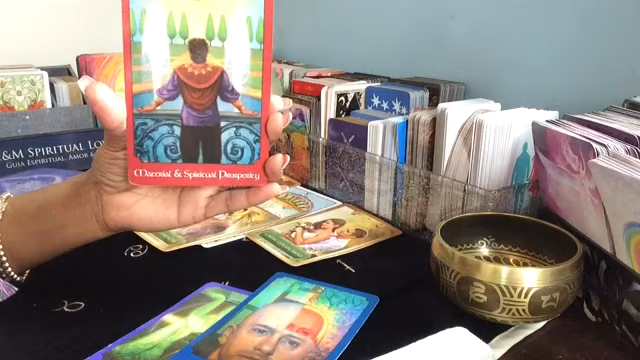 Material & Spiritual Prosperity
&M SPIRITUAL LO
GUIA ESPIRITUAL, AMOR &